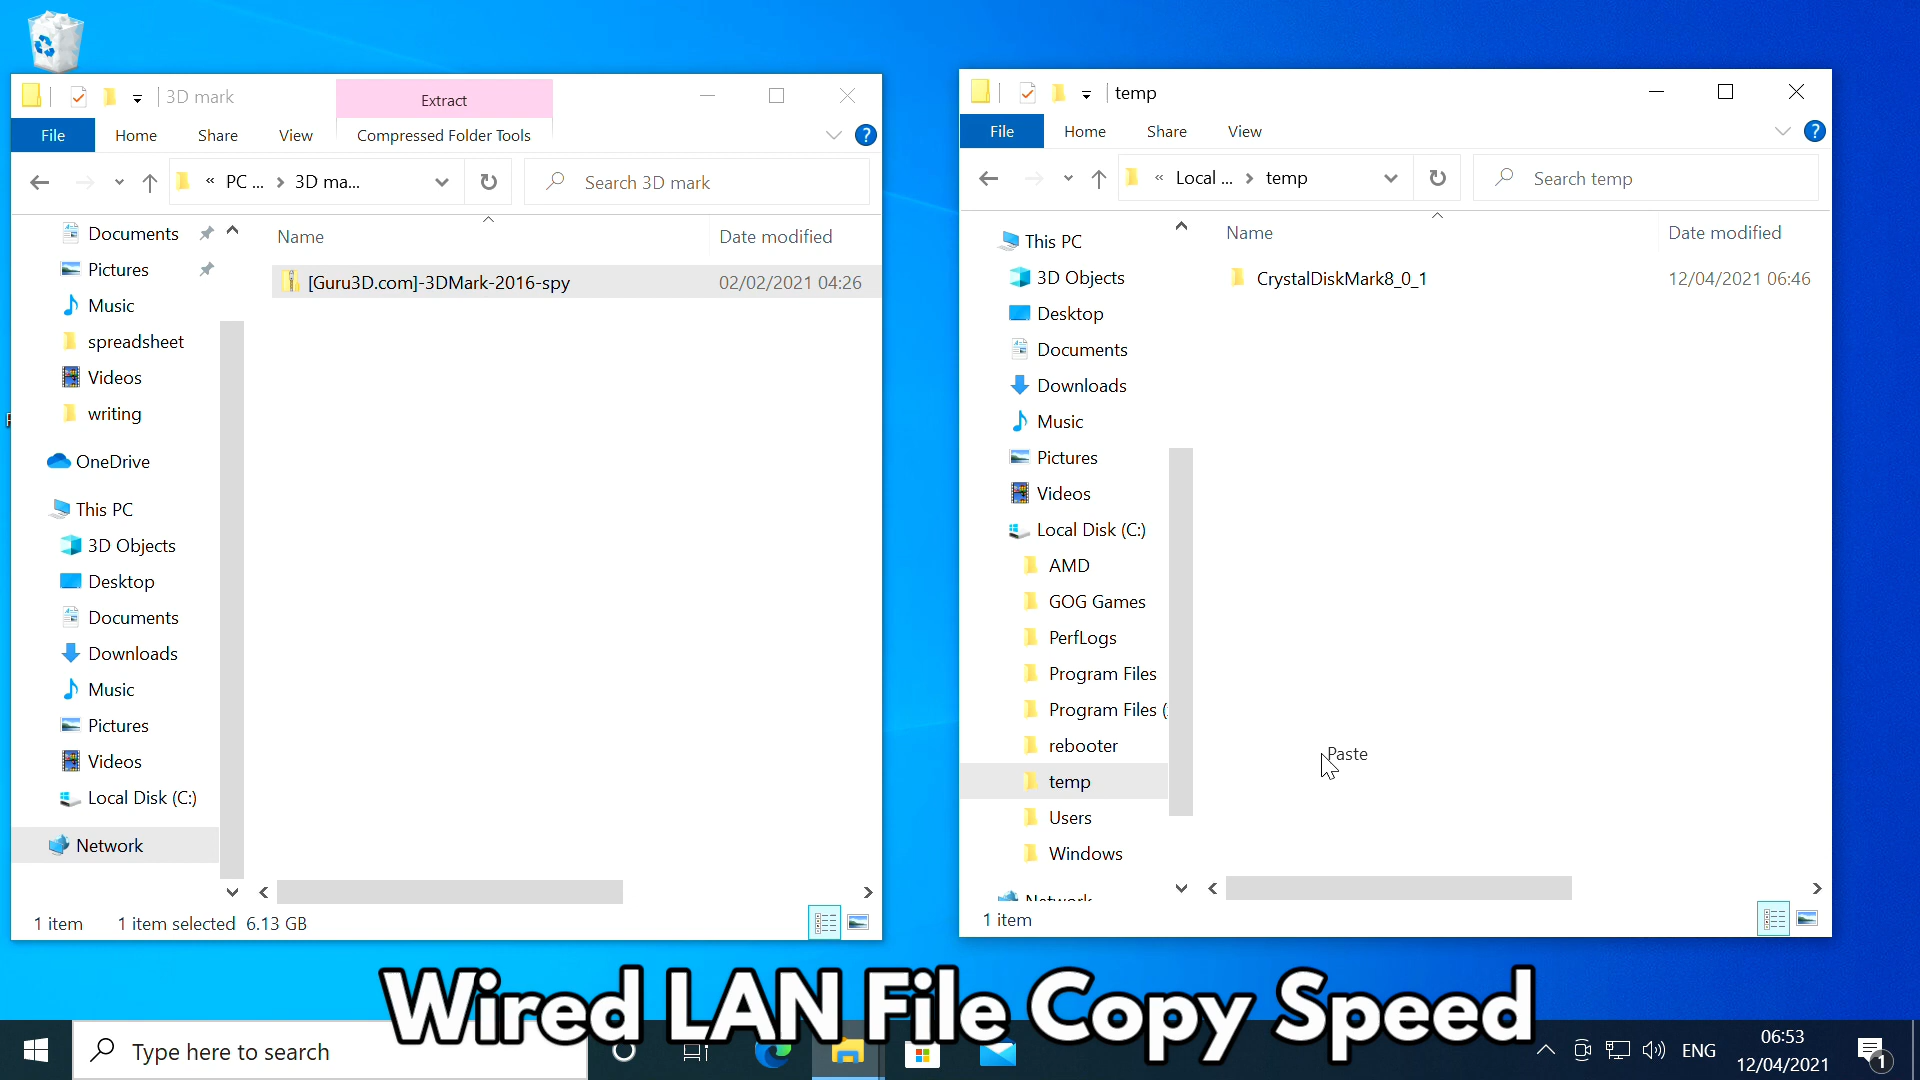 3D mark
Extract
File
Home
Share
View
Compressed Folder Tools
?
« PC ... > 3D ma...
Search 3D mark
Documents
Pictures
Music
spreadsheet
Videos
writing
OneDrive
This PC
3D Objects
Desktop
Documents
Downloads
Music
Pictures
Videos
Local Disk (C:)
Network
Name
Date modified
[Guru3D.com]-3DMark-2016-spy
02/02/2021 04:26
1 item
1 item selected 6.13 GB
temp
File
Home
Share
View
?
« Local ... > temp
Search temp
This PC
3D Objects
Desktop
Documents
Downloads
Music
Pictures
Videos
Local Disk (C:)
AMD
GOG Games
PerfLogs
Program Files
Program Files (
rebooter
temp
Users
Windows
Network
Name
Date modified
CrystalDiskMark8_0_1
12/04/2021 06:46
Paste
1 item
Wired LAN File Copy Speed
Type here to search
ENG
06:53
12/04/2021
1